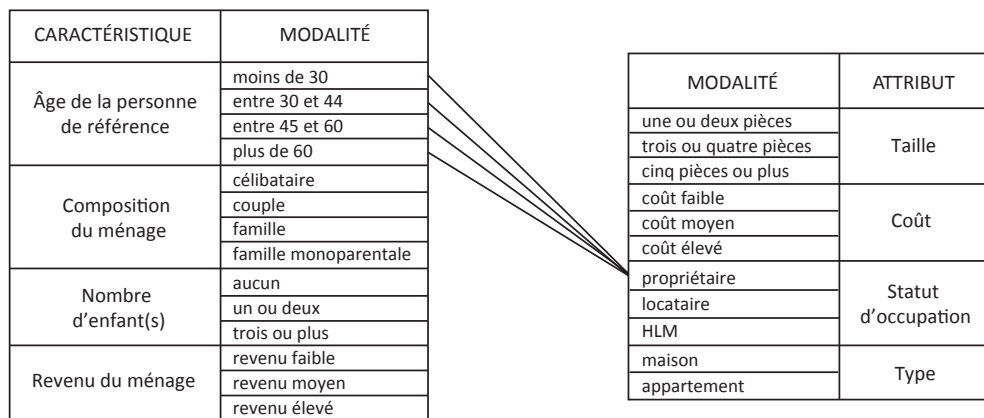 CARACTÉRISTIQUE MODALITÉ
Âge de la personne
de référence
moins de 30
entre 30 et 44
entre 45 et 60
plus de 60
Composition
du ménage
célibataire
couple
famille
famille monoparentale
Nombre
d'enfant(s)
aucun
un ou deux
trois ou plus
Revenu du ménage
revenu faible
revenu moyen
revenu élevé
MODALITÉ ATTRIBUT
une ou deux pièces
trois ou quatre pièces
cinq pièces ou plus
Taille
coût faible
coût moyen
coût élevé
Coût
propriétaire
locataire
HLM
Statut
d'occupation
maison
appartement
Type